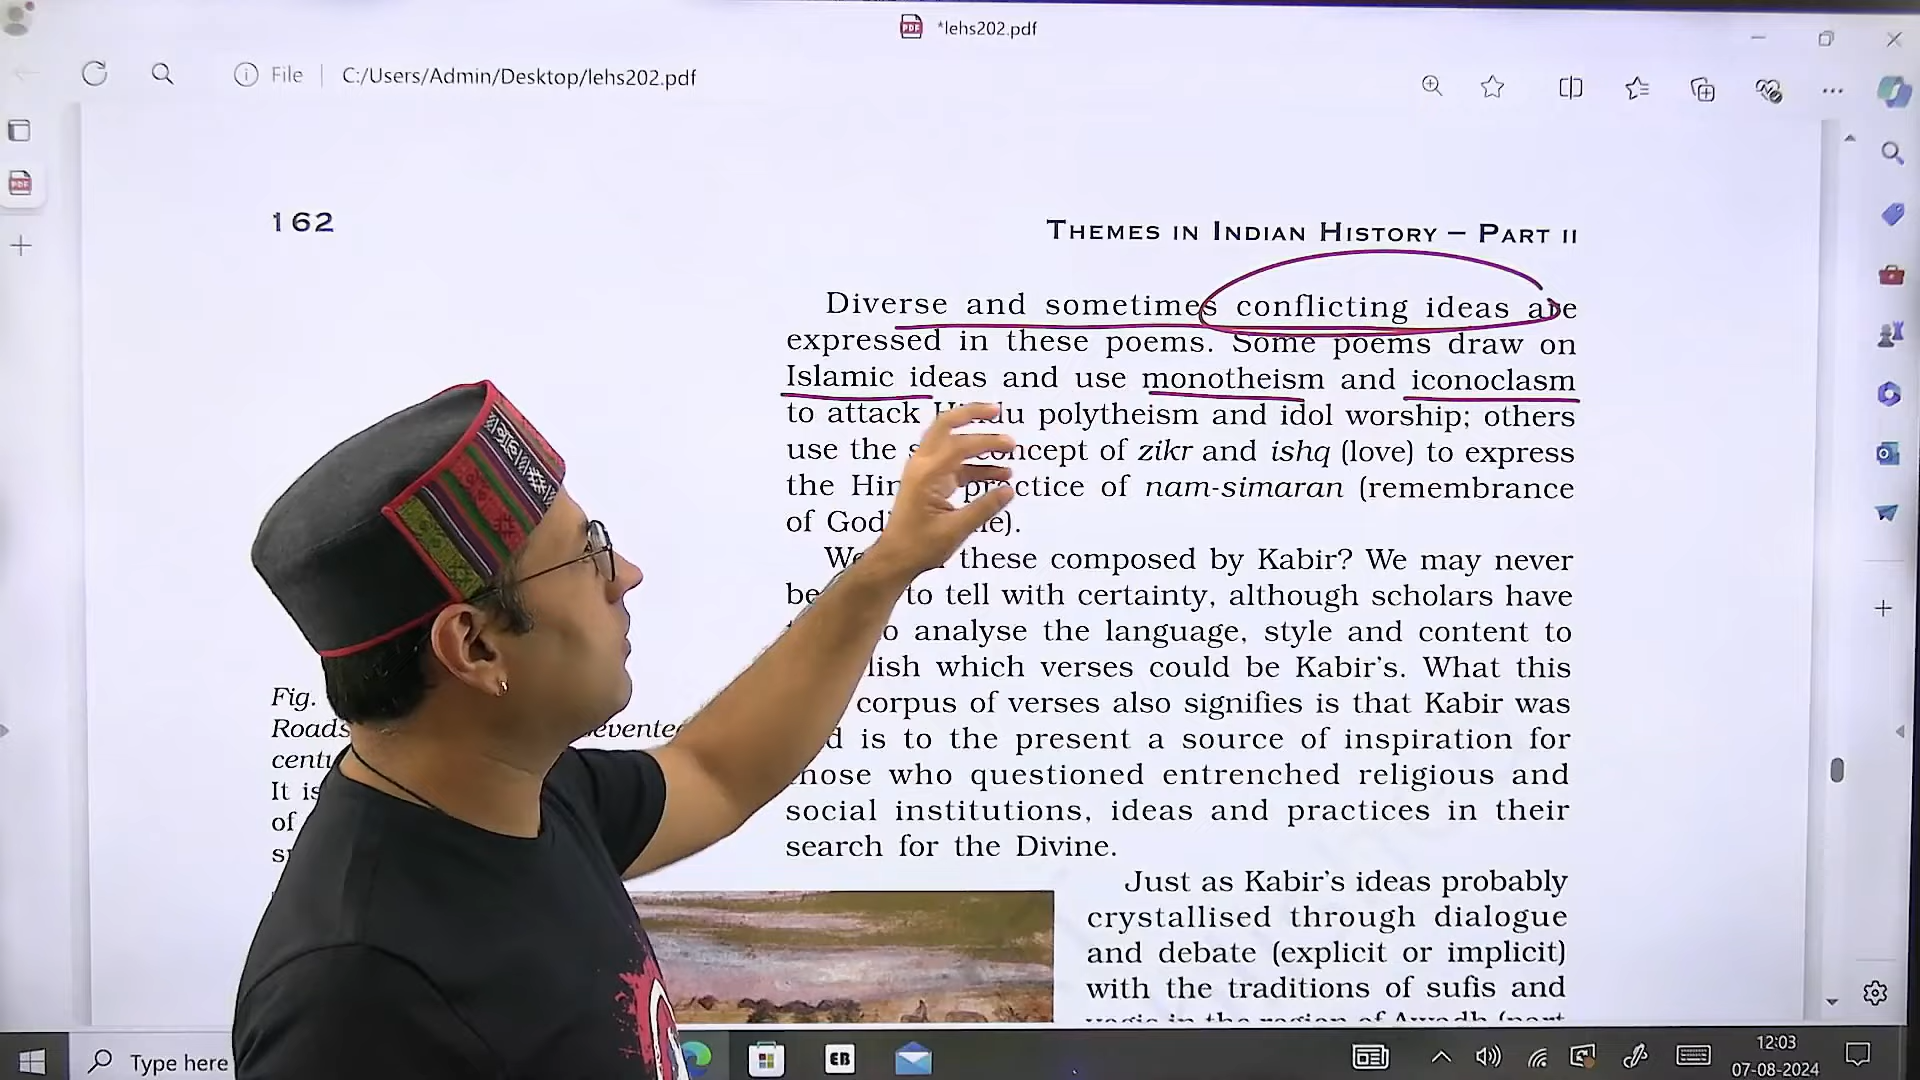 *lehs202.pdf
File
C:/Users/Admin/Desktop/lehs202.pdf
162
THEMES IN INDIAN HISTORY – PART II
Diverse and sometimes conflicting ideas are
expressed in these poems. Some poems draw on
Islamic ideas and use monotheism and iconoclasm
to attack Hindu polytheism and idol worship; others
use the concept of zikr and ishq (love) to express
the practice of nam-simaran (remembrance
of
these composed by Kabir? We may never
to tell with certainty, although scholars have
analyse the language, style and content to
which verses could be Kabir's. What this
corpus of verses also signifies is that Kabir was
is to the present a source of inspiration for
those who questioned entrenched religious and
social institutions, ideas and practices in their
search for the Divine.
Fig.
It is
of
Just as Kabir's ideas probably
crystallised through dialogue
and debate (explicit or implicit)
with the traditions of sufis and
Type here
EB
12:03
07-08-2024